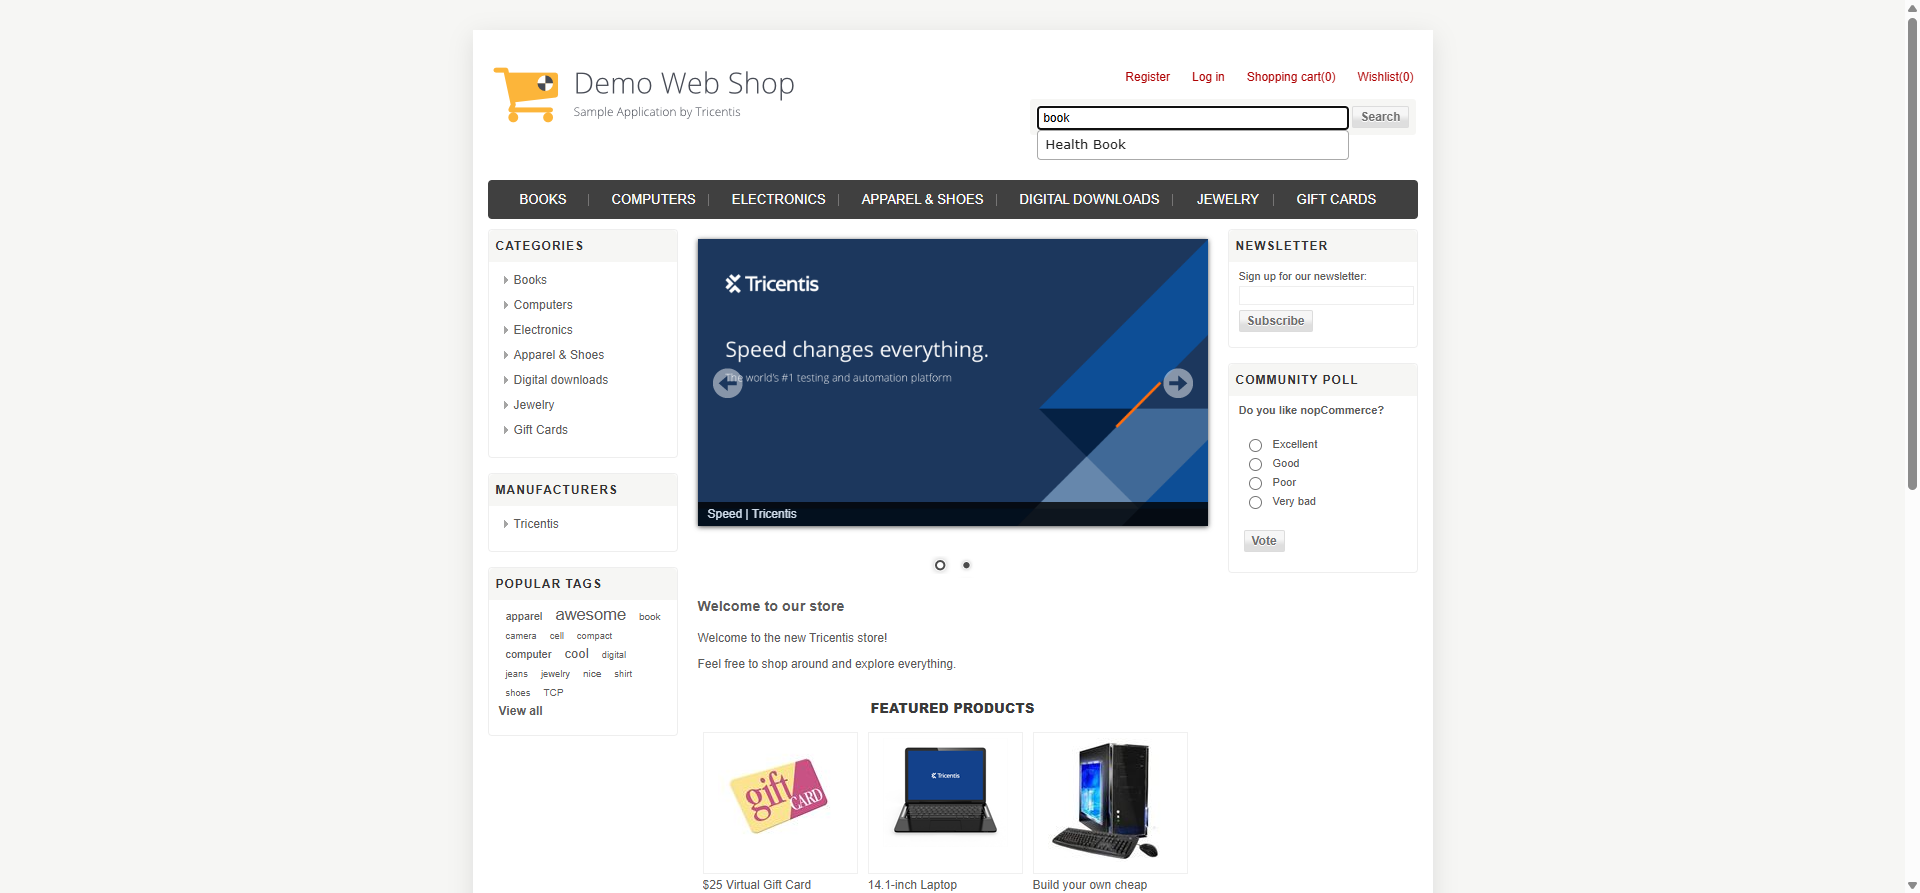 Demo Web Shop
Sample Application by Tricentis
Register Log in Shopping cart(0) Wishlist(0)
book Search
Health Book
BOOKS COMPUTERS ELECTRONICS APPAREL & SHOES DIGITAL DOWNLOADS JEWELRY GIFT CARDS
CATEGORIES
Books
Computers
Electronics
Apparel & Shoes
Digital downloads
Jewelry
Gift Cards
MANUFACTURERS
Tricentis
POPULAR TAGS
apparel awesome book
camera cell compact
computer cool digital
jeans jewelry nice shirt
shoes TCP
View all
Tricentis
Speed changes everything.
The world's #1 testing and automation platform
Speed | Tricentis
Welcome to our store
Welcome to the new Tricentis store!
Feel free to shop around and explore everything.
FEATURED PRODUCTS
gift CARD
Tricentis
$25 Virtual Gift Card
14.1-inch Laptop
Build your own cheap
NEWSLETTER
Sign up for our newsletter:
Subscribe
COMMUNITY POLL
Do you like nopCommerce?
Excellent
Good
Poor
Very bad
Vote